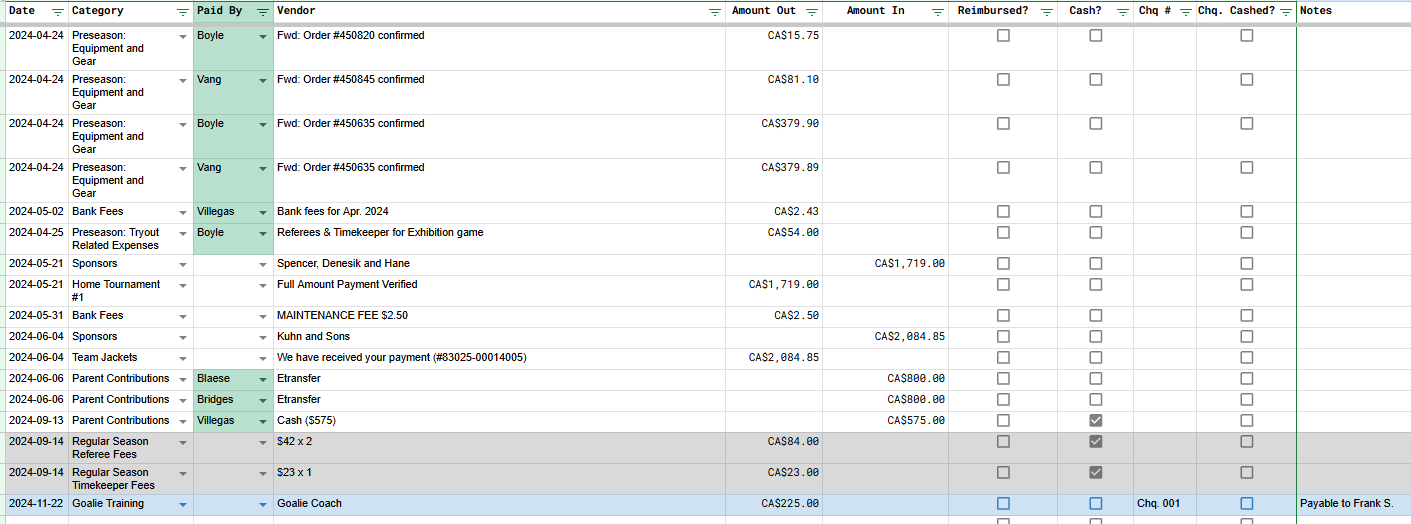 Date Category Paid By Vendor Amount Out Amount In Reimbursed? Cash? Chq # Chq. Cashed? Notes
2024-04-24 Preseason: Boyle Fwd: Order #450820 confirmed CA$15.75
Equipment and
Gear
2024-04-24 Preseason: Vang Fwd: Order #450845 confirmed CA$81.10
Equipment and
Gear
2024-04-24 Preseason: Boyle Fwd: Order #450635 confirmed CA$379.90
Equipment and
Gear
2024-04-24 Preseason: Vang Fwd: Order #450635 confirmed CA$379.89
Equipment and
Gear
2024-05-02 Bank Fees Villegas Bank fees for Apr. 2024 CA$2.43
2024-04-25 Preseason: Tryout Boyle Referees & Timekeeper for Exhibition game CA$54.00
Related Expenses
2024-05-21 Sponsors Spencer, Denesik and Hane CA$1,719.00
2024-05-21 Home Tournament Full Amount Payment Verified CA$1,719.00
#1
2024-05-31 Bank Fees MAINTENANCE FEE $2.50 CA$2.50
2024-06-04 Sponsors Kuhn and Sons CA$2,084.85
2024-06-04 Team Jackets We have received your payment (#83025-00014005) CA$2,084.85
2024-06-06 Parent Contributions Blaese Etransfer CA$800.00
2024-06-06 Parent Contributions Bridges Etransfer CA$800.00
2024-09-13 Parent Contributions Villegas Cash ($575) CA$575.00
2024-09-14 Regular Season $42 x 2 CA$84.00
Referee Fees
2024-09-14 Regular Season $23 x 1 CA$23.00
Timekeeper Fees
2024-11-22 Goalie Training Goalie Coach CA$225.00 Chq. 001 Payable to Frank S.